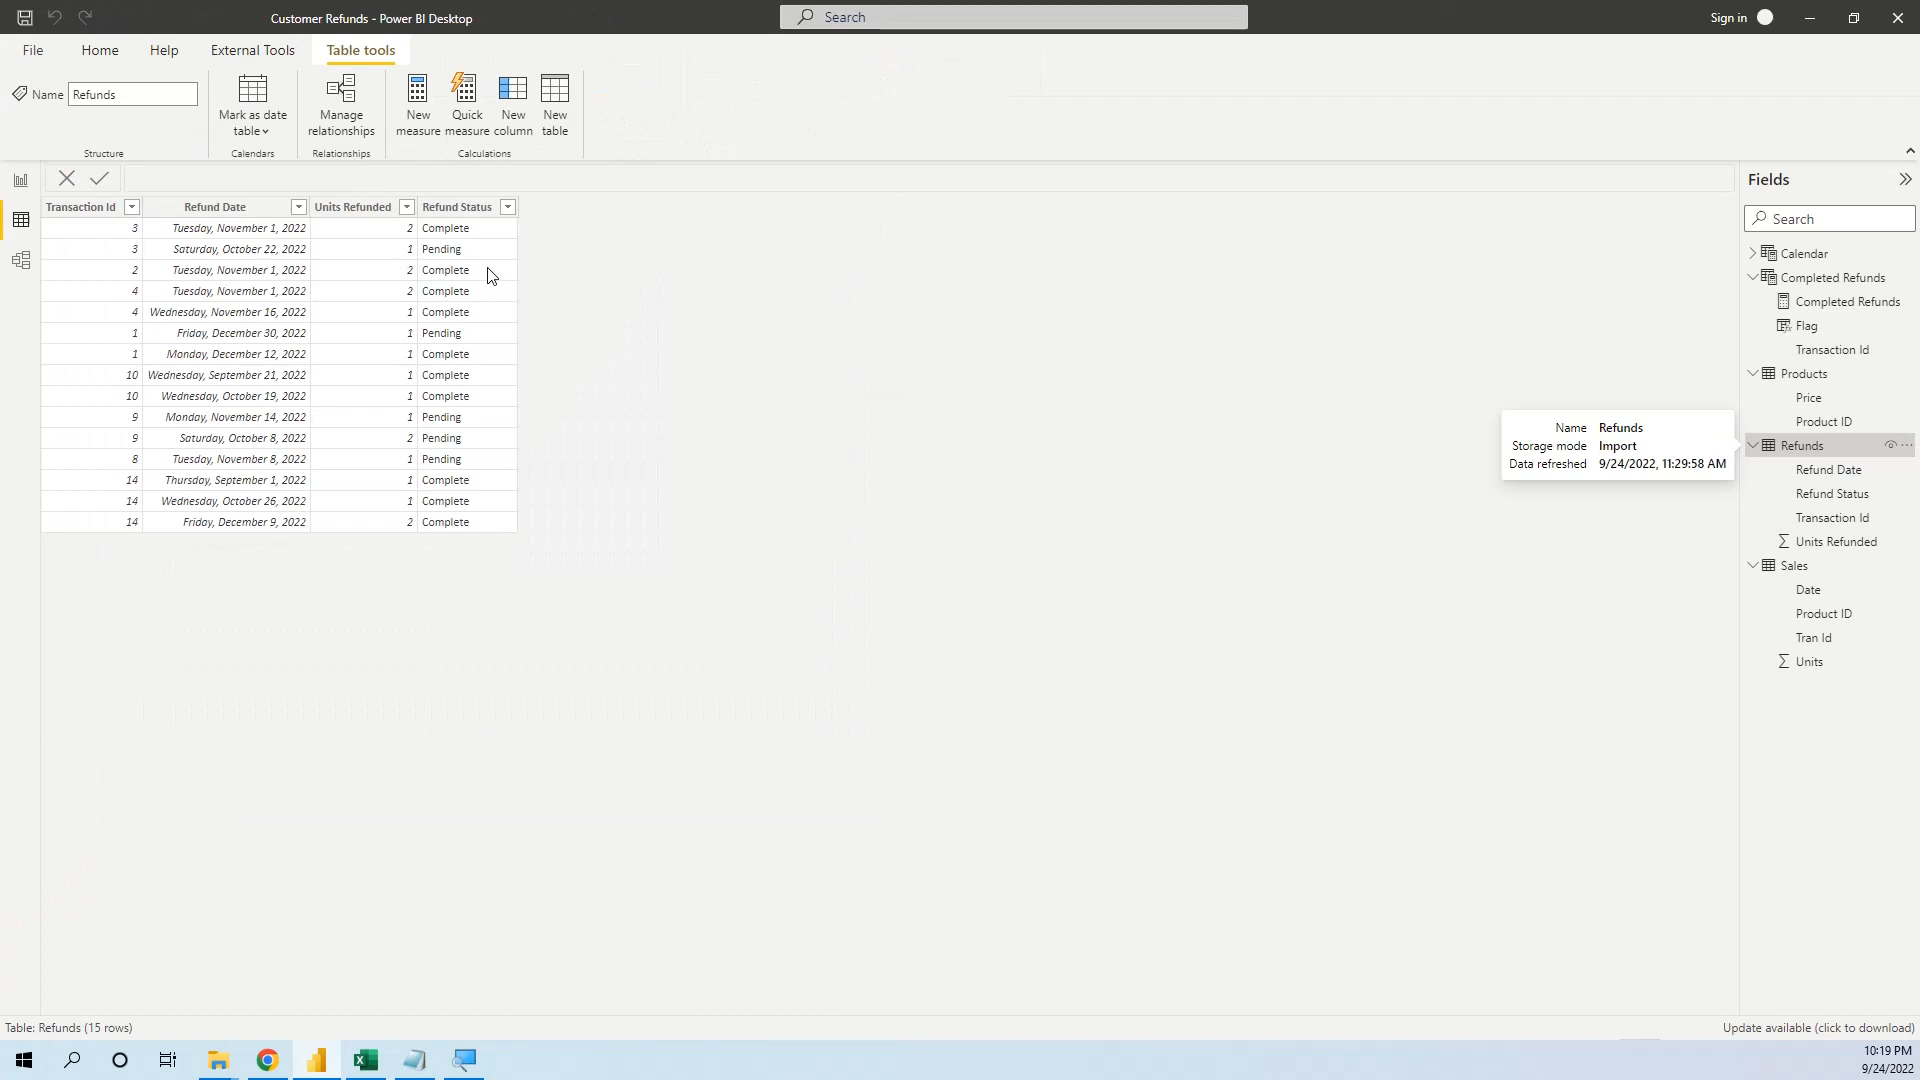 Customer Refunds - Power BI Desktop
Search
Sign in
File
Home
Help
External Tools
Table tools
Name
Refunds
Mark as date
table
Manage
relationships
New
measure
Quick
measure
New
column
New
table
Structure
Calendars
Relationships
Calculations
Transaction Id Refund Date Units Refunded Refund Status
3 Tuesday, November 1, 2022 2 Complete
3 Saturday, October 22, 2022 1 Pending
2 Tuesday, November 1, 2022 2 Complete
4 Tuesday, November 1, 2022 2 Complete
4 Wednesday, November 16, 2022 1 Complete
1 Friday, December 30, 2022 1 Pending
1 Monday, December 12, 2022 1 Complete
10 Wednesday, September 21, 2022 1 Complete
10 Wednesday, October 19, 2022 1 Complete
9 Monday, November 14, 2022 1 Pending
9 Saturday, October 8, 2022 2 Pending
8 Tuesday, November 8, 2022 1 Pending
14 Thursday, September 1, 2022 1 Complete
14 Wednesday, October 26, 2022 1 Complete
14 Friday, December 9, 2022 2 Complete
Name Refunds
Storage mode Import
Data refreshed 9/24/2022, 11:29:58 AM
Fields
Search
Calendar
Completed Refunds
Completed Refunds
Flag
Transaction Id
Products
Price
Product ID
Refunds
Refund Date
Refund Status
Transaction Id
Units Refunded
Sales
Date
Product ID
Tran Id
Units
Table: Refunds (15 rows)
Update available (click to download)
10:19 PM
9/24/2022